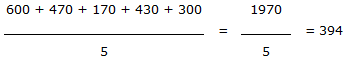 600 + 470 + 170 + 430 + 300
1970
= = 394
5
5